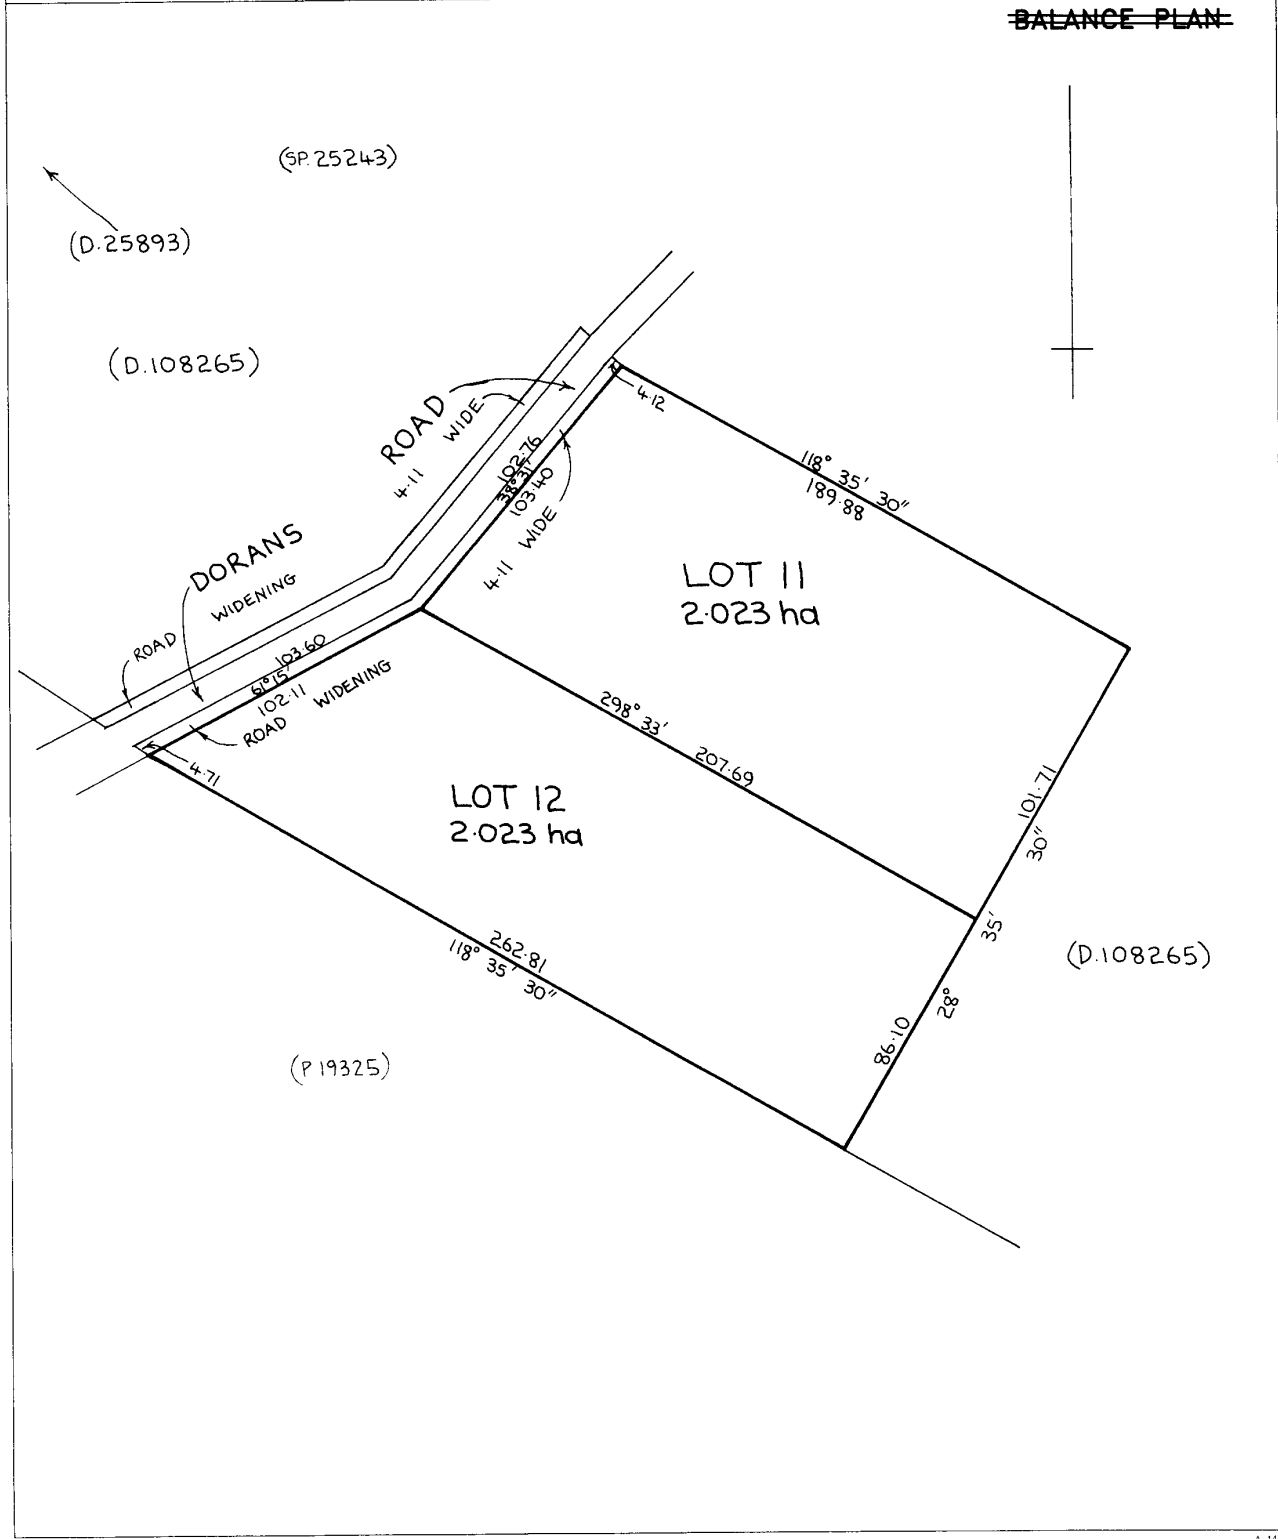 BALANCE PLAN
(SP.25243)
(D.25893)
(D.108265)
ROAD
4·11 WIDE
4·12
102·76
38°31'
103·40
4·11 WIDE
118° 35' 30"
189·88
LOT 11
2·023 ha
DORANS
ROAD WIDENING
103·60
61°15'
102·11
ROAD WIDENING
4·71
298° 33'
207·69
LOT 12
2·023 ha
101·71
28° 35' 30"
86·10
(D.108265)
262·81
118° 35' 30"
(P 19325)